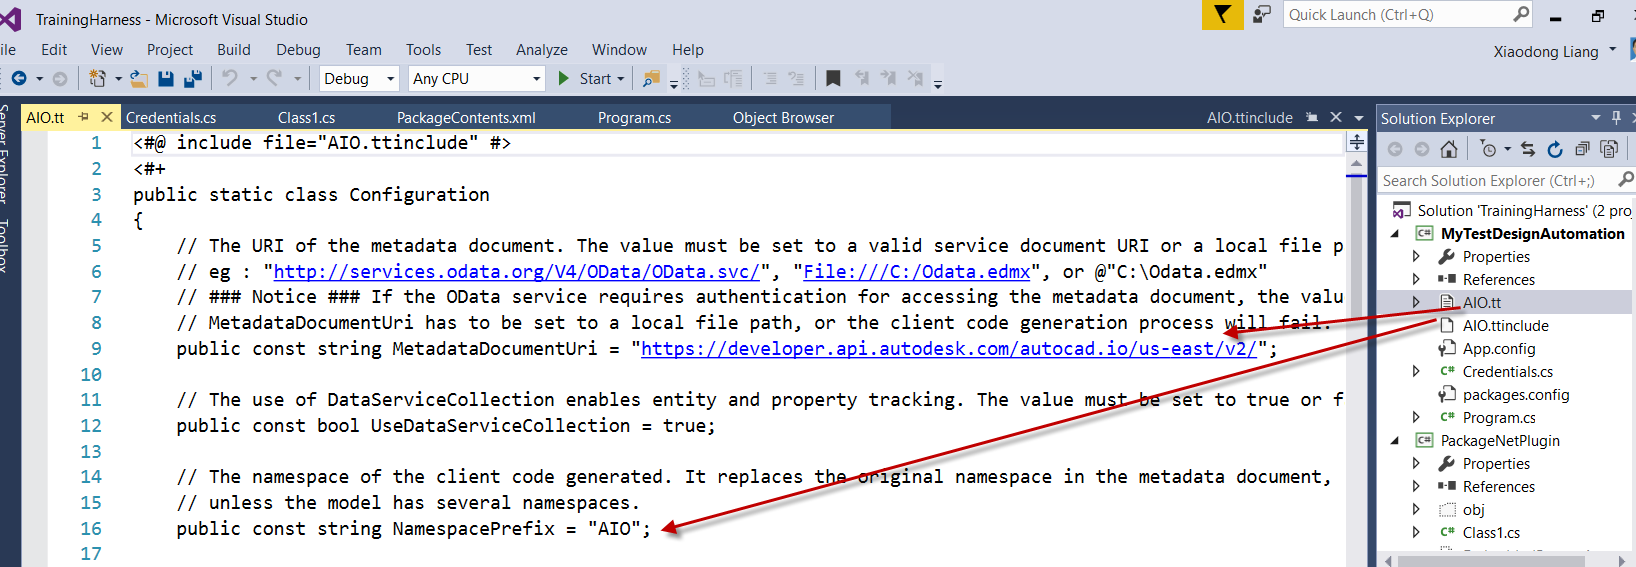 TrainingHarness - Microsoft Visual Studio
Quick Launch (Ctrl+Q)
ile Edit View Project Build Debug Team Tools Test Analyze Window Help
Xiaodong Liang
Debug Any CPU Start
AIO.tt Credentials.cs Class1.cs PackageContents.xml Program.cs Object Browser AIO.ttinclude
Server Explorer
Toolbox
1 <#@ include file="AIO.ttinclude" #>
2 <#+
3 public static class Configuration
4 {
5 // The URI of the metadata document. The value must be set to a valid service document URI or a local file p
6 // eg : "http://services.odata.org/V4/OData/OData.svc/", "File:///C:/Odata.edmx", or @"C:\Odata.edmx"
7 // ### Notice ### If the OData service requires authentication for accessing the metadata document, the valu
8 // MetadataDocumentUri has to be set to a local file path, or the client code generation process will fail.
9 public const string MetadataDocumentUri = "https://developer.api.autodesk.com/autocad.io/us-east/v2/";
10
11 // The use of DataServiceCollection enables entity and property tracking. The value must be set to true or f
12 public const bool UseDataServiceCollection = true;
13
14 // The namespace of the client code generated. It replaces the original namespace in the metadata document,
15 // unless the model has several namespaces.
16 public const string NamespacePrefix = "AIO";
17
Solution Explorer
Search Solution Explorer (Ctrl+;)
Solution 'TrainingHarness' (2 proj
C# MyTestDesignAutomation
Properties
References
AIO.tt
AIO.ttinclude
App.config
C# Credentials.cs
packages.config
C# Program.cs
C# PackageNetPlugin
Properties
References
obj
C# Class1.cs